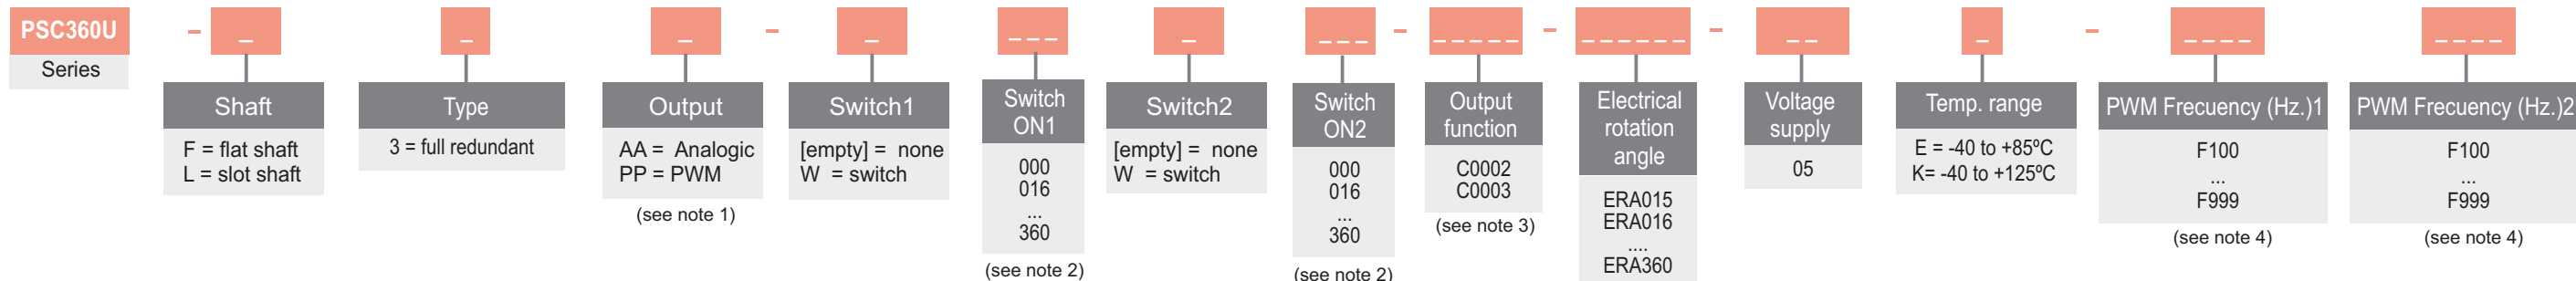 PSC360U - _ _ _ - _ _ _ _ _ _ _ _ - _ _ _ _ _ - _ _ _ _ _ _ - _ _ _ - _ _ _ _ _ _ _ _
Series
Shaft
F = flat shaft
L = slot shaft
Type
3 = full redundant
Output
AA = Analogic
PP = PWM
(see note 1)
Switch1
[empty] = none
W = switch
Switch
ON1
000
016
...
360
(see note 2)
Switch2
[empty] = none
W = switch
Switch
ON2
000
016
...
360
(see note 2)
Output
function
C0002
C0003
(see note 3)
Electrical
rotation
angle
ERA015
ERA016
....
ERA360
Voltage
supply
05
Temp. range
E = -40 to +85ºC
K= -40 to +125ºC
PWM Frecuency (Hz.)1
F100
...
F999
(see note 4)
PWM Frecuency (Hz.)2
F100
...
F999
(see note 4)